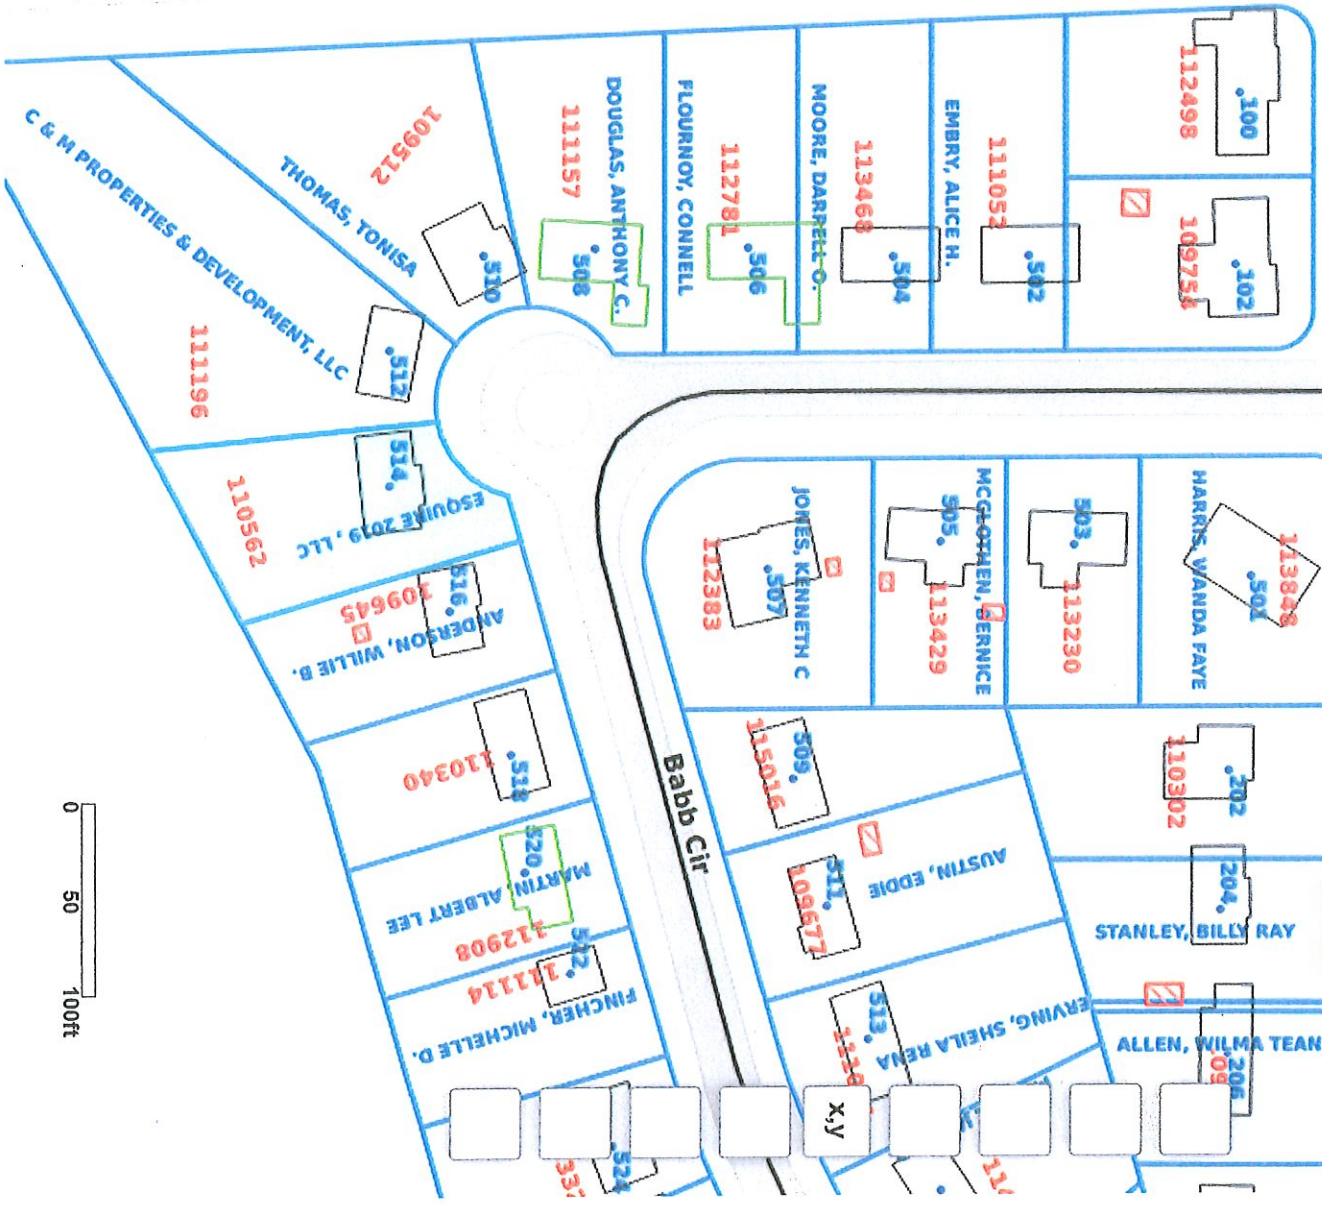 100
112498
102
109754
EMBRY, ALICE H.
111052
502
MOORE, DARRELL O.
113468
504
FLOURNOY, CONNELL
112781
506
DOUGLAS, ANTHONY C.
111157
508
109512
THOMAS, TONISA
510
C & M PROPERTIES & DEVELOPMENT, LLC
512
111196
514
ESQUIRE 2019, LLC
110562
516
109645
ANDERSON, WILLIE B.
518
110340
520
MARTIN, ALBERT LEE
112908
522
111114
FINCHER, MICHELLE D.
524
Babb Cir
HARRIS, WANDA FAYE
113848
501
503
113230
MCGLOTHEN, BERNICE
505
113429
JONES, KENNETH C
507
112383
509
115016
AUSTIN, EDDIE
511
109677
513
ERVING, SHEILA RENA
202
110302
204
STANLEY, BILLY RAY
ALLEN, WILMA TEAN
206
x,y
0 50 100ft